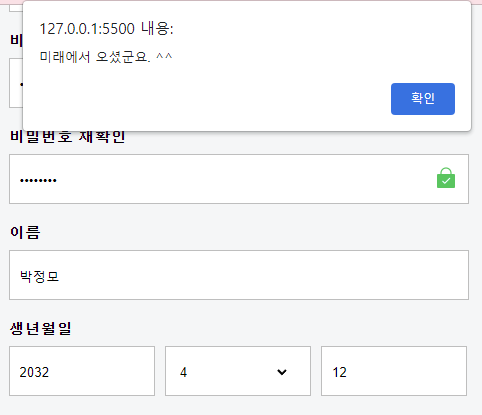 127.0.0.1:5500 내용:
미래에서 오셨군요. ^^
확인
비밀번호 재확인
••••••••
이름
박정모
생년월일
2032 4 12